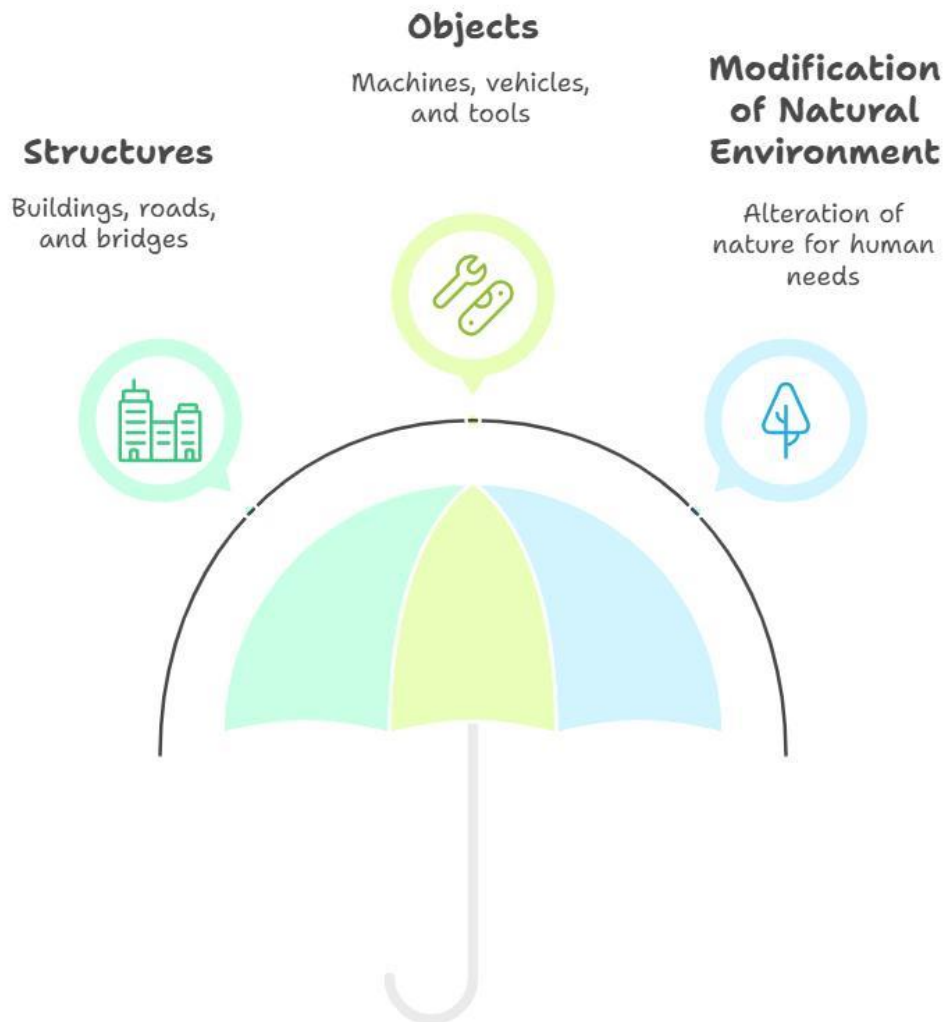 Structures
Buildings, roads,
and bridges
Objects
Machines, vehicles,
and tools
Modification
of Natural
Environment
Alteration of
nature for human
needs